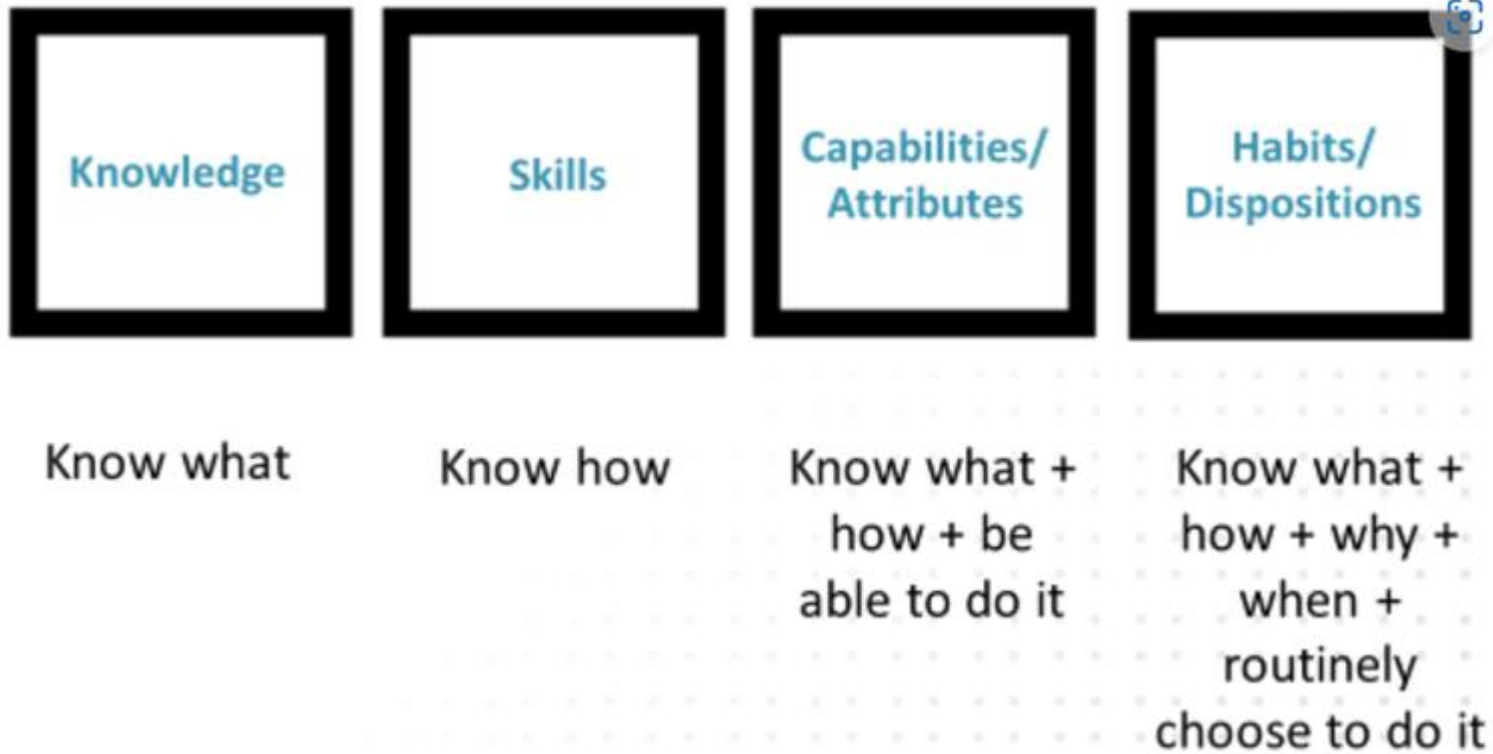 Knowledge
Skills
Capabilities/
Attributes
Habits/
Dispositions
Know what
Know how
Know what +
how + be
able to do it
Know what +
how + why +
when +
routinely
choose to do it